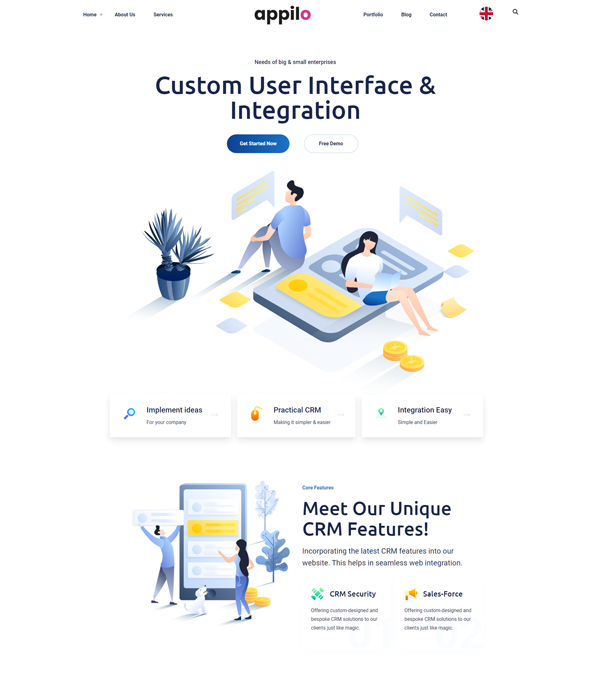 Home
About Us
Services
appilo
Portfolio
Blog
Contact
Needs of big & small enterprises
Custom User Interface &
Integration
Get Started Now
Free Demo
Implement ideas
For your company
Practical CRM
Making it simpler & easier
Integration Easy
Simple and Easier
Core Features
Meet Our Unique
CRM Features!
Incorporating the latest CRM features into our
website. This helps in seamless web integration.
CRM Security
Offering custom-designed and
bespoke CRM solutions to our
clients just like magic.
01
Sales-Force
Offering custom-designed and
bespoke CRM solutions to our
clients just like magic.
02